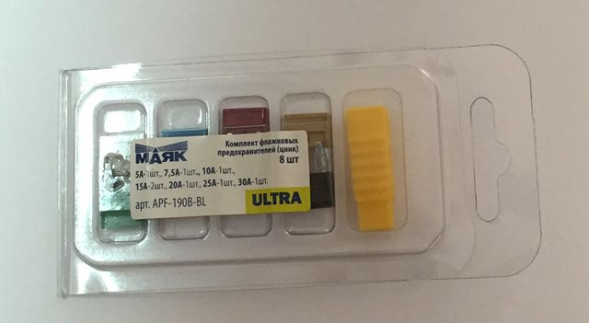 МАЯК
Комплект флажковых
предохранителей (цинк)
8 шт
5А-1шт., 7,5А-1шт., 10А-1шт.,
15А-2шт., 20А-1шт., 25А-1шт., 30А-1шт.
арт. APF-190B-BL
ULTRA